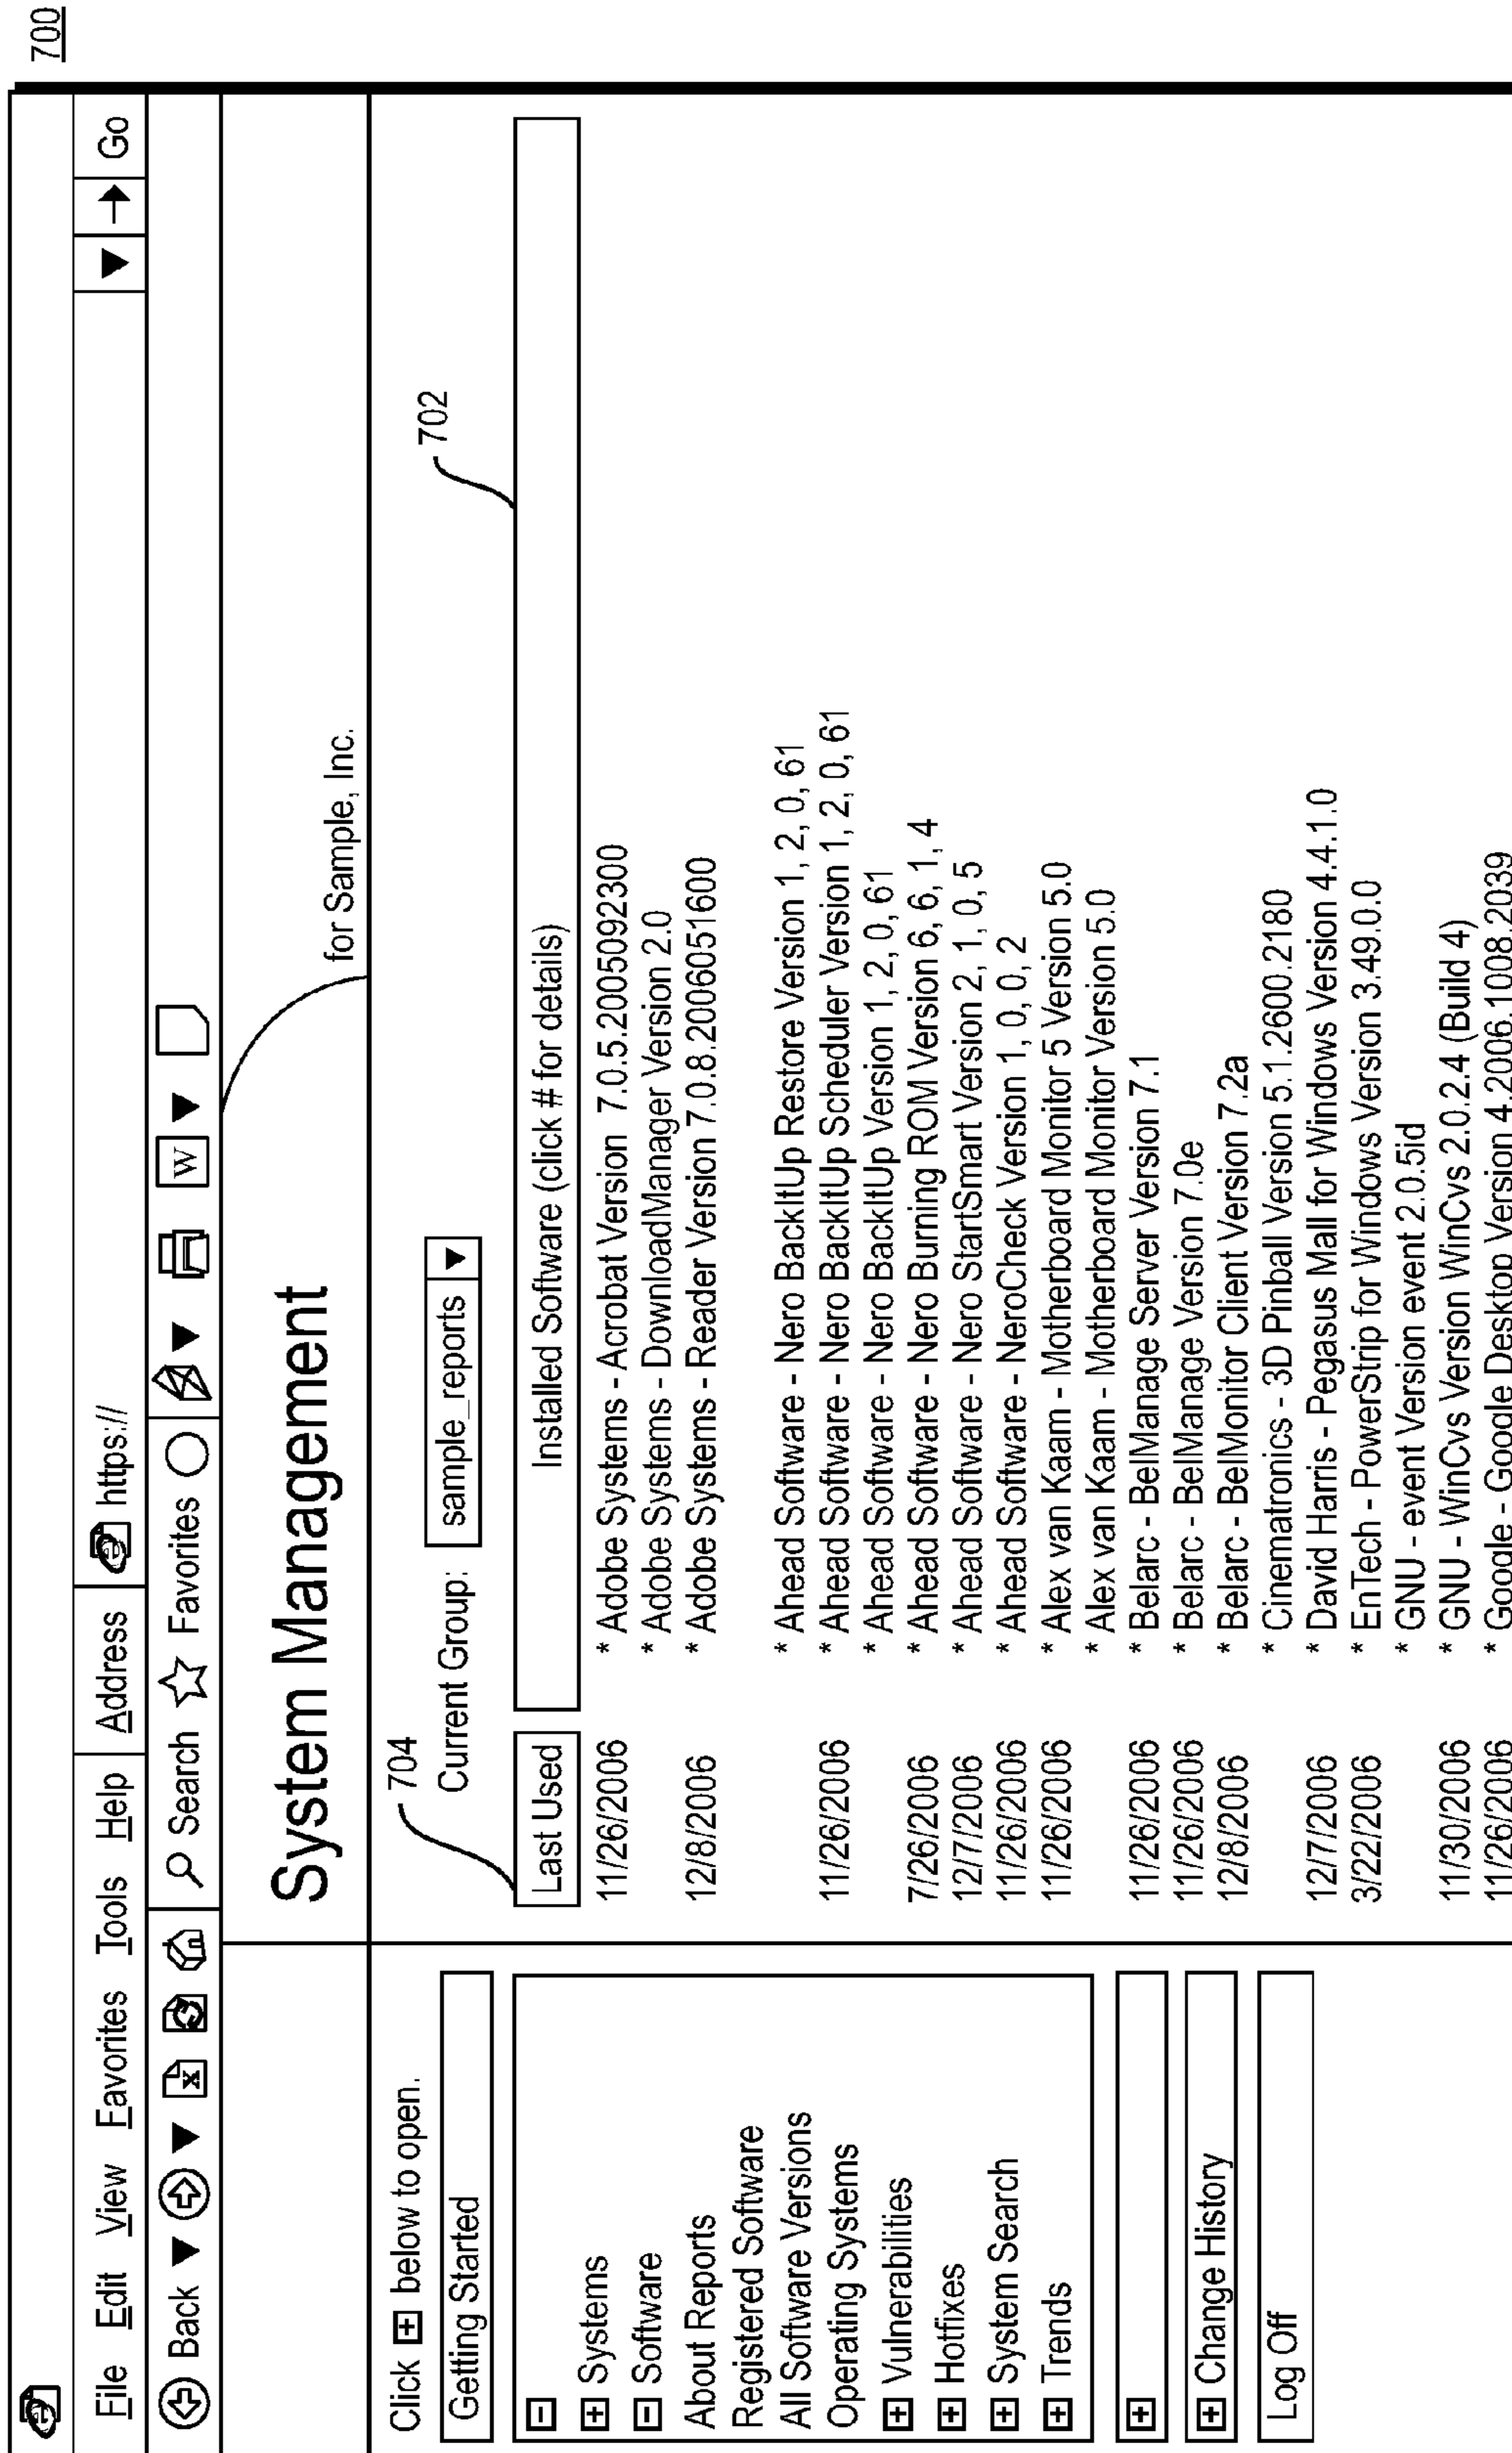 700
File Edit View Favorites Tools Help Address https:// Go
Back Search Favorites W
System Management
for Sample, Inc.
Click + below to open.
Getting Started
-
+ Systems
- Software
About Reports
Registered Software
All Software Versions
Operating Systems
+ Vulnerabilities
+ Hotfixes
+ System Search
+ Trends
+
+ Change History
Log Off
704
702
Current Group: sample_reports
Last Used Installed Software (click # for details)
11/26/2006 * Adobe Systems - Acrobat Version 7.0.5.2005092300
* Adobe Systems - DownloadManager Version 2.0
12/8/2006 * Adobe Systems - Reader Version 7.0.8.2006051600
* Ahead Software - Nero BackItUp Restore Version 1, 2, 0, 61
11/26/2006 * Ahead Software - Nero BackItUp Scheduler Version 1, 2, 0, 61
* Ahead Software - Nero BackItUp Version 1, 2, 0, 61
7/26/2006 * Ahead Software - Nero Burning ROM Version 6, 6, 1, 4
12/7/2006 * Ahead Software - Nero StartSmart Version 2, 1, 0, 5
11/26/2006 * Ahead Software - NeroCheck Version 1, 0, 0, 2
11/26/2006 * Alex van Kaam - Motherboard Monitor 5 Version 5.0
* Alex van Kaam - Motherboard Monitor Version 5.0
11/26/2006 * Belarc - BelManage Server Version 7.1
11/26/2006 * Belarc - BelManage Version 7.0e
12/8/2006 * Belarc - BelMonitor Client Version 7.2a
* Cinematronics - 3D Pinball Version 5.1.2600.2180
12/7/2006 * David Harris - Pegasus Mall for Windows Version 4.4.1.0
3/22/2006 * EnTech - PowerStrip for Windows Version 3.49.0.0
* GNU - event Version event 2.0.5id
11/30/2006 * GNU - WinCvs Version WinCvs 2.0.2.4 (Build 4)
11/26/2006 * Google - Google Desktop Version 4.2006.1008.2039